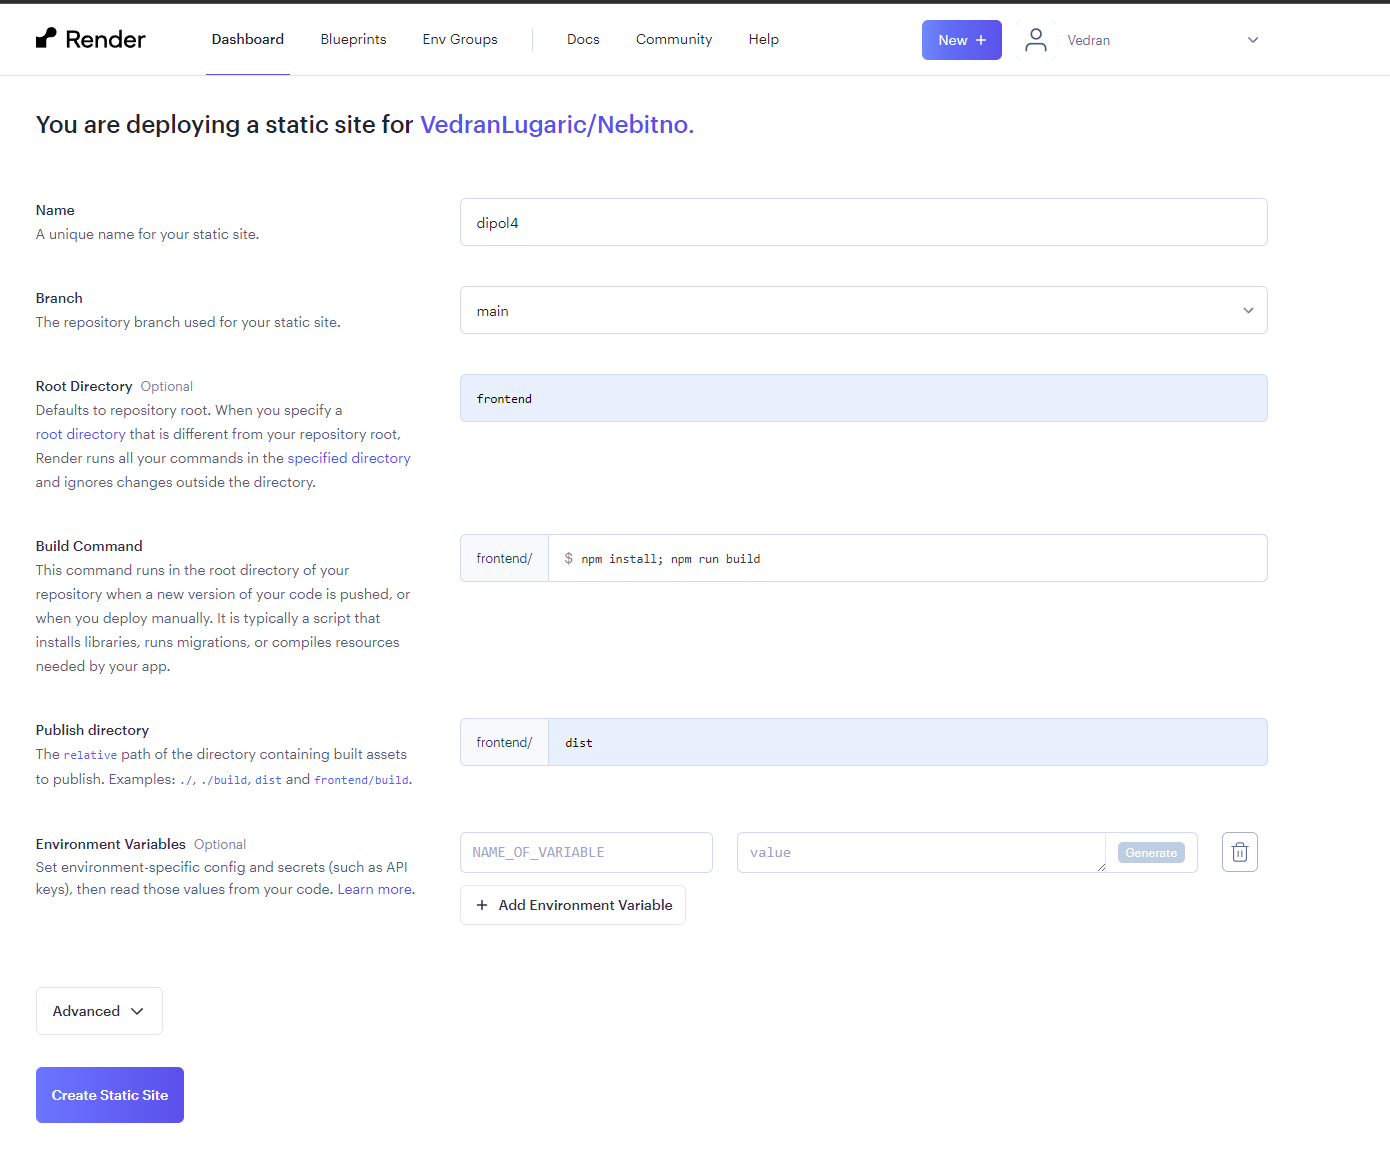 Render
Dashboard
Blueprints
Env Groups
Docs
Community
Help
New +
Vedran
You are deploying a static site for VedranLugaric/Nebitno.
Name
A unique name for your static site.
dipol4
Branch
The repository branch used for your static site.
main
Root Directory Optional
Defaults to repository root. When you specify a
root directory that is different from your repository root,
Render runs all your commands in the specified directory
and ignores changes outside the directory.
frontend
Build Command
This command runs in the root directory of your
repository when a new version of your code is pushed, or
when you deploy manually. It is typically a script that
installs libraries, runs migrations, or compiles resources
needed by your app.
frontend/ $ npm install; npm run build
Publish directory
The relative path of the directory containing built assets
to publish. Examples: ./, ./build, dist and frontend/build.
frontend/ dist
Environment Variables Optional
Set environment-specific config and secrets (such as API
keys), then read those values from your code. Learn more.
NAME_OF_VARIABLE
value
Generate
+ Add Environment Variable
Advanced
Create Static Site